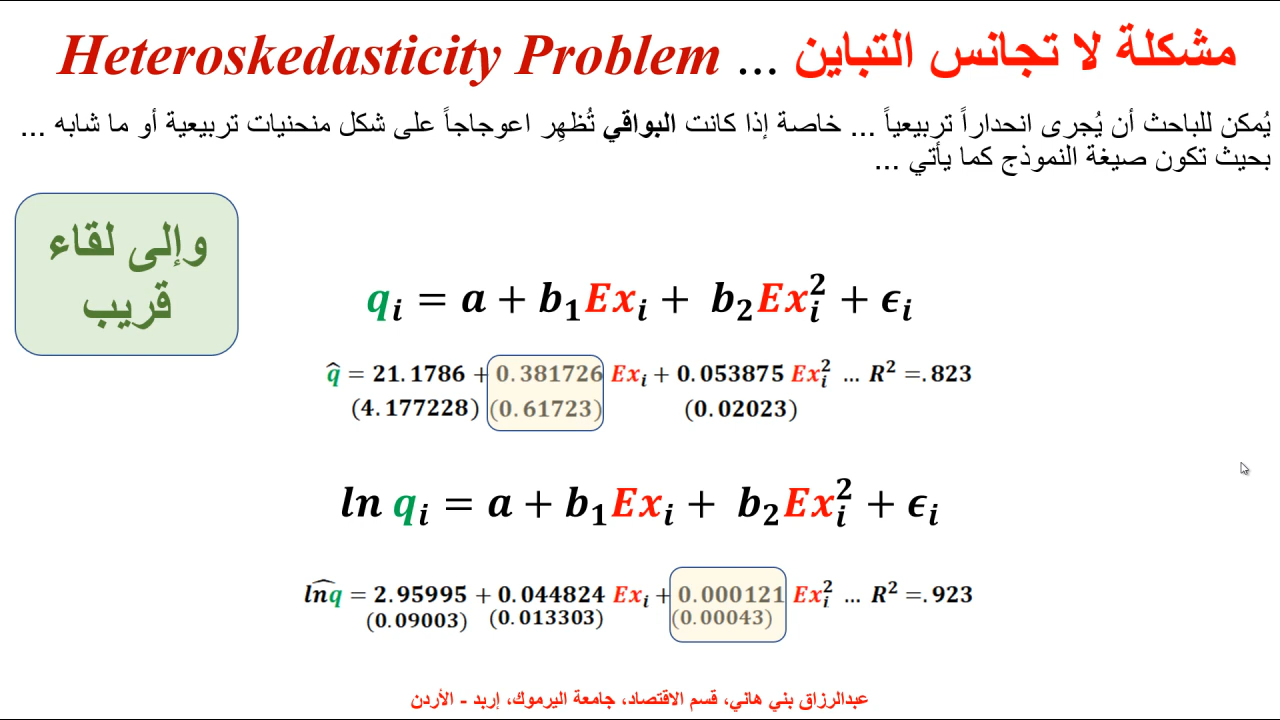 مشكلة لا تجانس التباين ... Heteroskedasticity Problem
يُمكن للباحث أن يُجرى انحداراً تربيعياً ... خاصة إذا كانت البواقي تُظهِر اعوجاجاً على شكل منحنيات تربيعية أو ما شابه ...
بحيث تكون صيغة النموذج كما يأتي ...
وإلى لقاء
قريب
qᵢ = a + b₁Exᵢ + b₂Exᵢ² + ϵᵢ
q̂ = 21.1786 + 0.381726 Exᵢ + 0.053875 Exᵢ² ... R² =.823
(4.177228) (0.61723) (0.02023)
ln qᵢ = a + b₁Exᵢ + b₂Exᵢ² + ϵᵢ
ln̂q = 2.95995 + 0.044824 Exᵢ + 0.000121 Exᵢ² ... R² =.923
(0.09003) (0.013303) (0.00043)
عبدالرزاق بني هاني، قسم الاقتصاد، جامعة اليرموك، إربد - الأردن